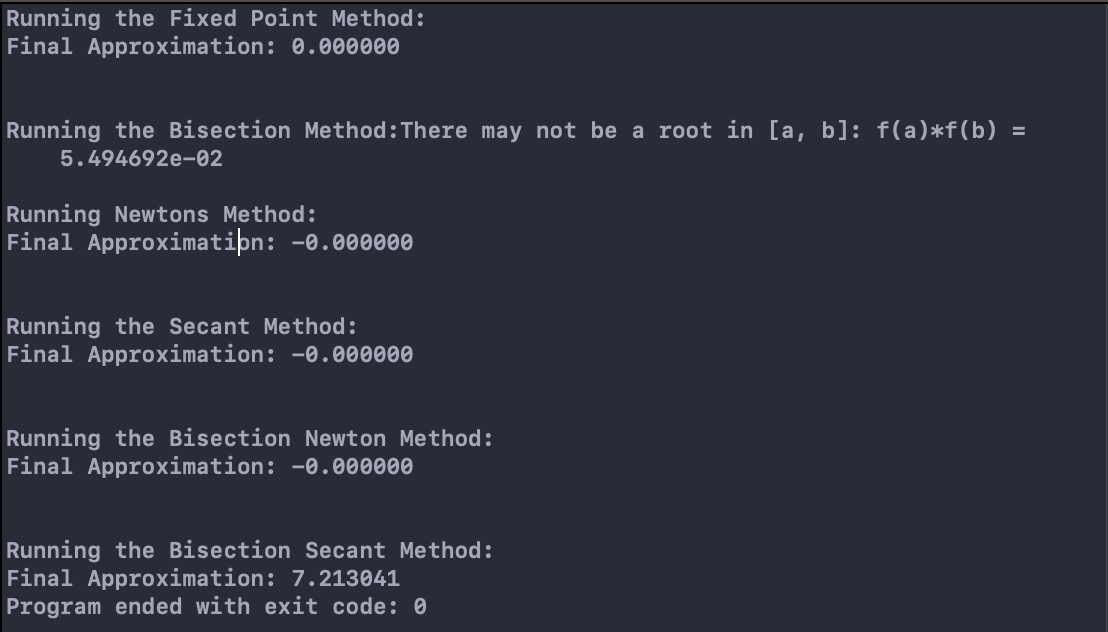 Running the Fixed Point Method:
Final Approximation: 0.000000
Running the Bisection Method:There may not be a root in [a, b]: f(a)*f(b) =
5.494692e-02
Running Newtons Method:
Final Approximation: -0.000000
Running the Secant Method:
Final Approximation: -0.000000
Running the Bisection Newton Method:
Final Approximation: -0.000000
Running the Bisection Secant Method:
Final Approximation: 7.213041
Program ended with exit code: 0